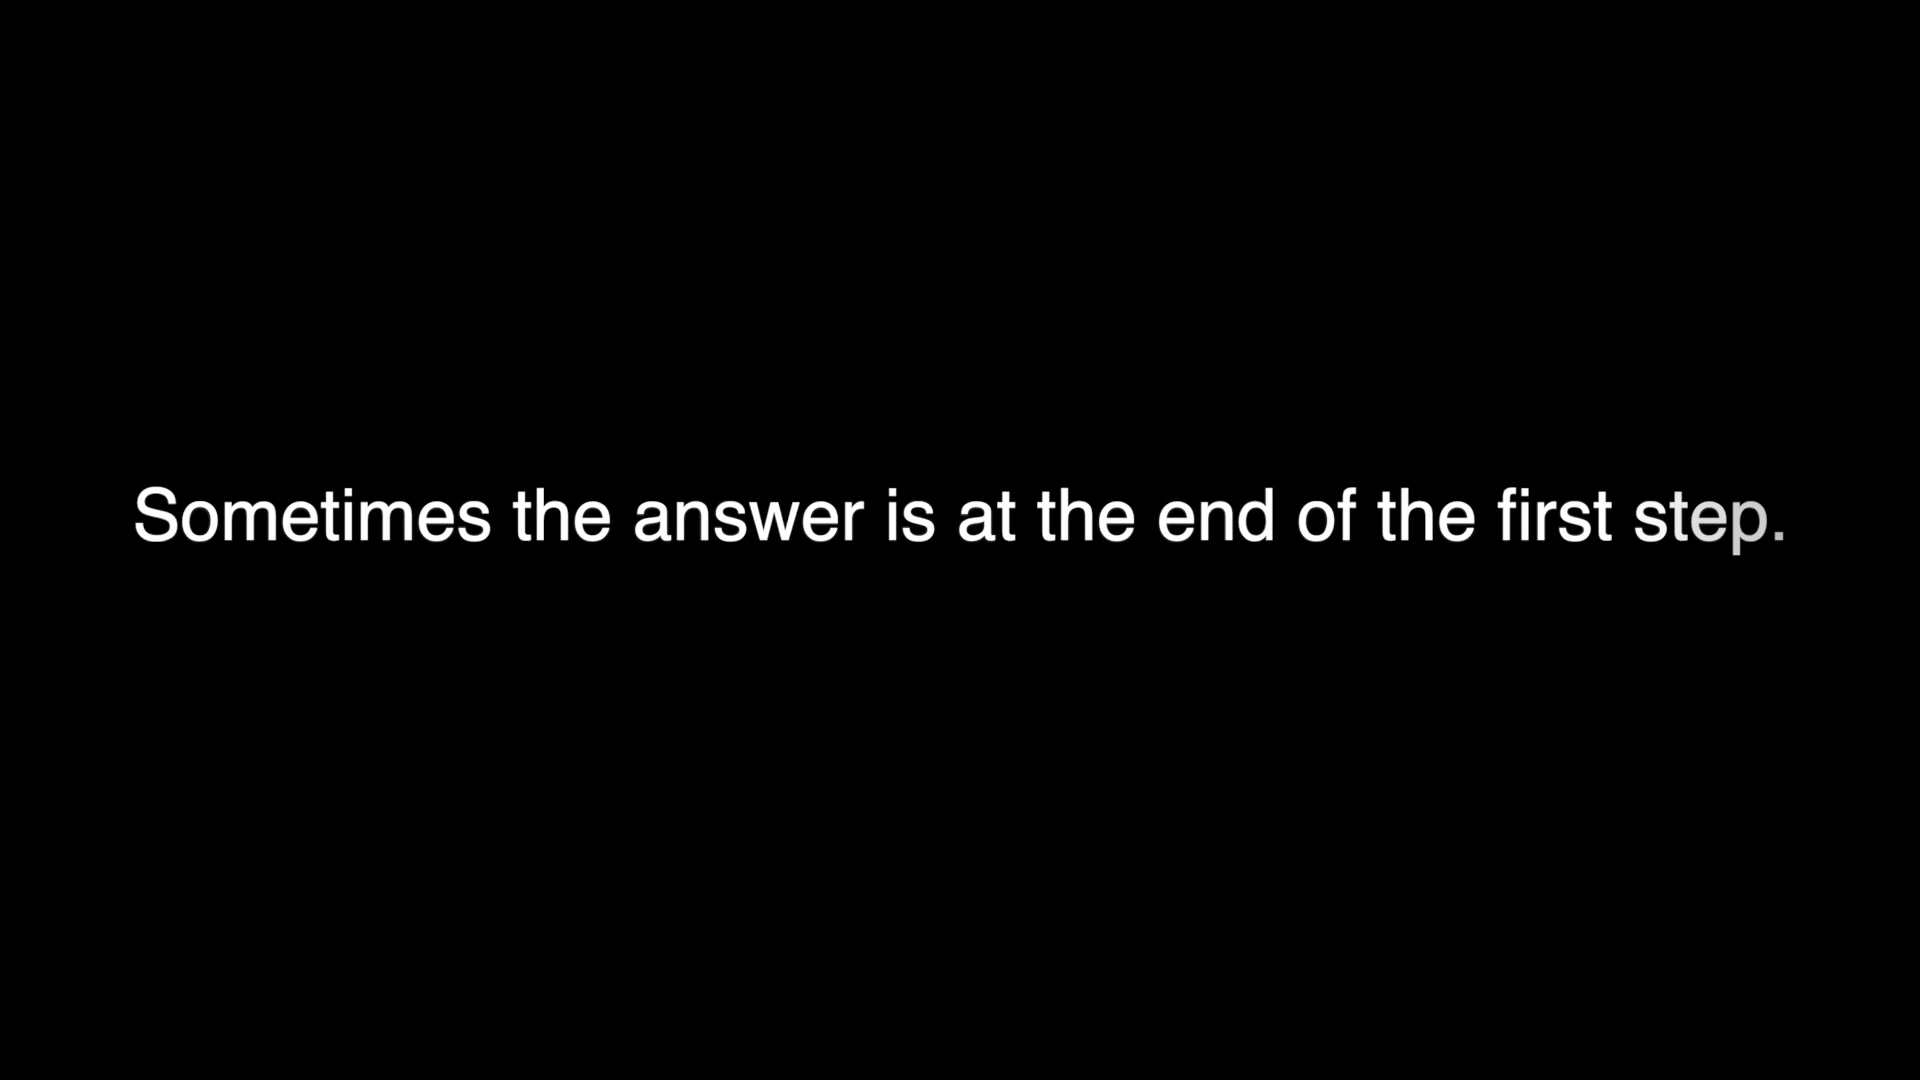 Sometimes the answer is at the end of the first step.